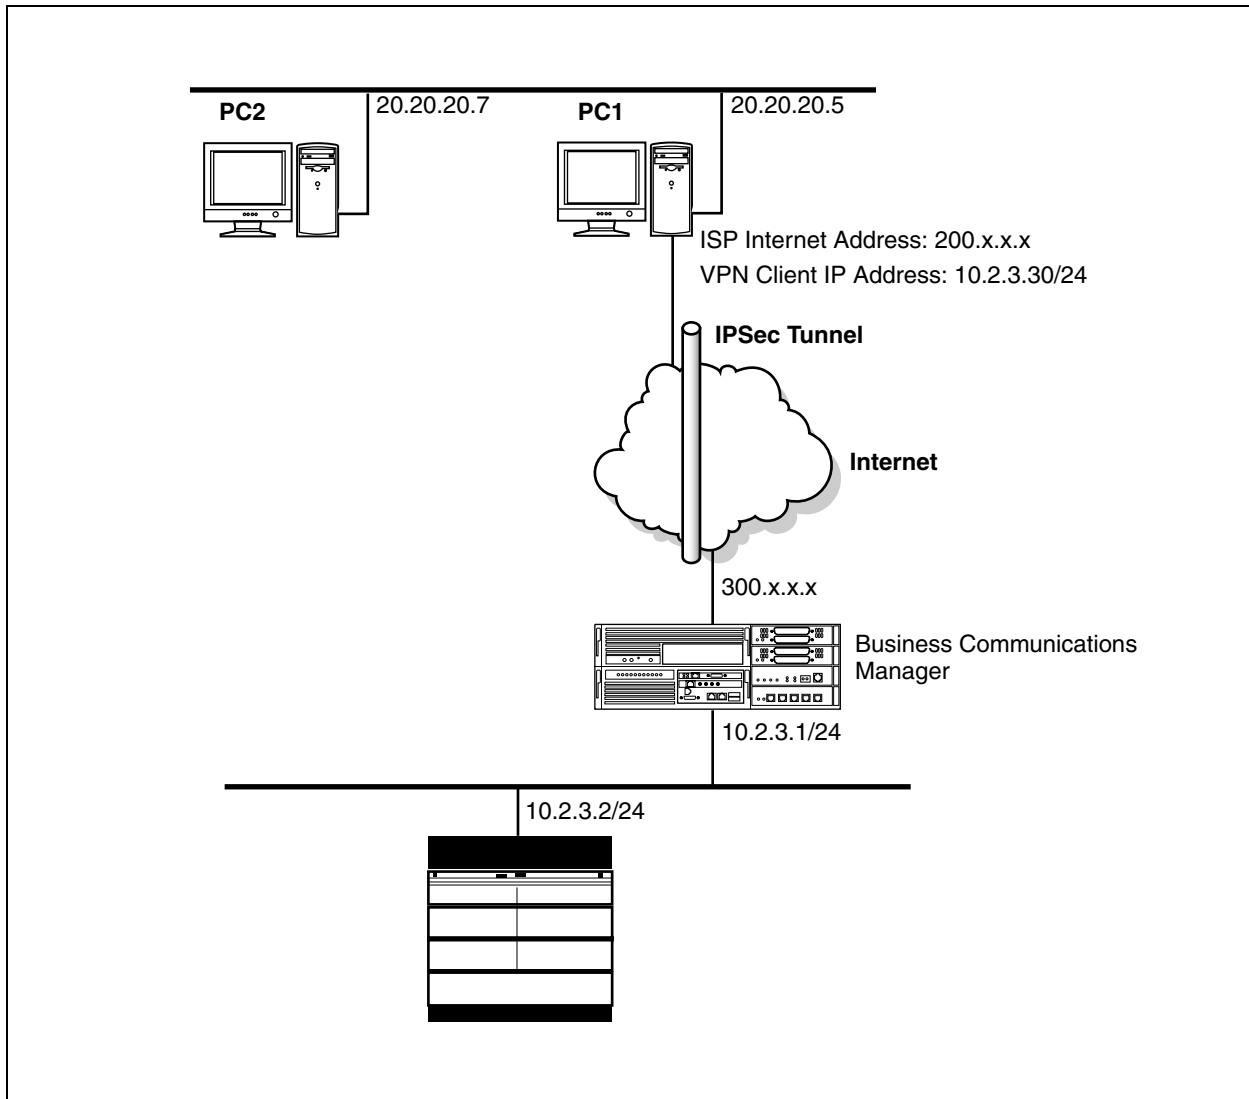 PC2
20.20.20.7
PC1
20.20.20.5
ISP Internet Address: 200.x.x.x
VPN Client IP Address: 10.2.3.30/24
IPSec Tunnel
Internet
300.x.x.x
Business Communications
Manager
10.2.3.1/24
10.2.3.2/24